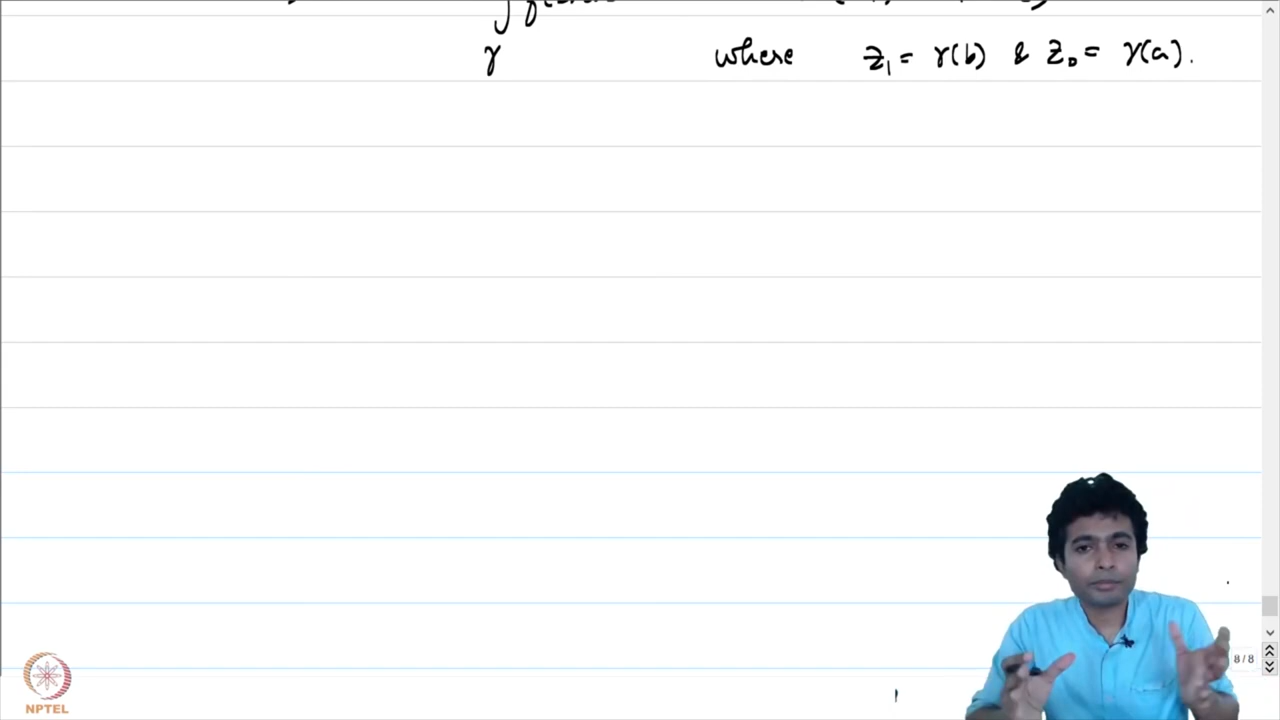 γ where z₁ = γ(b) & z₀ = γ(a).
8 / 8
NPTEL